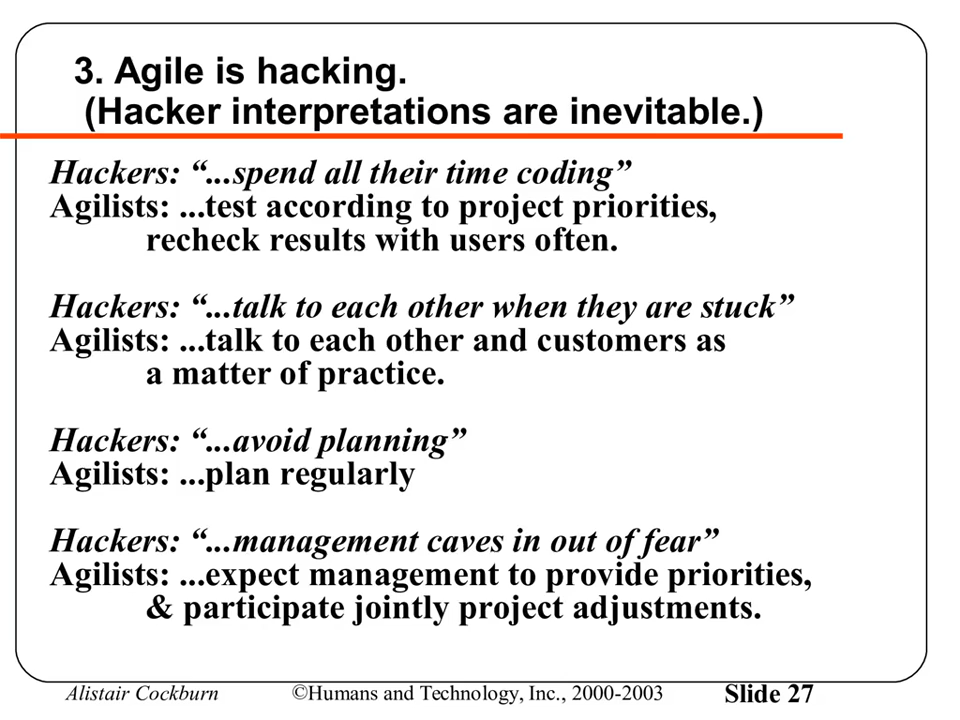 3. Agile is hacking.
(Hacker interpretations are inevitable.)
Hackers: “...spend all their time coding”
Agilists: ...test according to project priorities,
recheck results with users often.
Hackers: “...talk to each other when they are stuck”
Agilists: ...talk to each other and customers as
a matter of practice.
Hackers: “...avoid planning”
Agilists: ...plan regularly
Hackers: “...management caves in out of fear”
Agilists: ...expect management to provide priorities,
& participate jointly project adjustments.
Alistair Cockburn ©Humans and Technology, Inc., 2000-2003 Slide 27